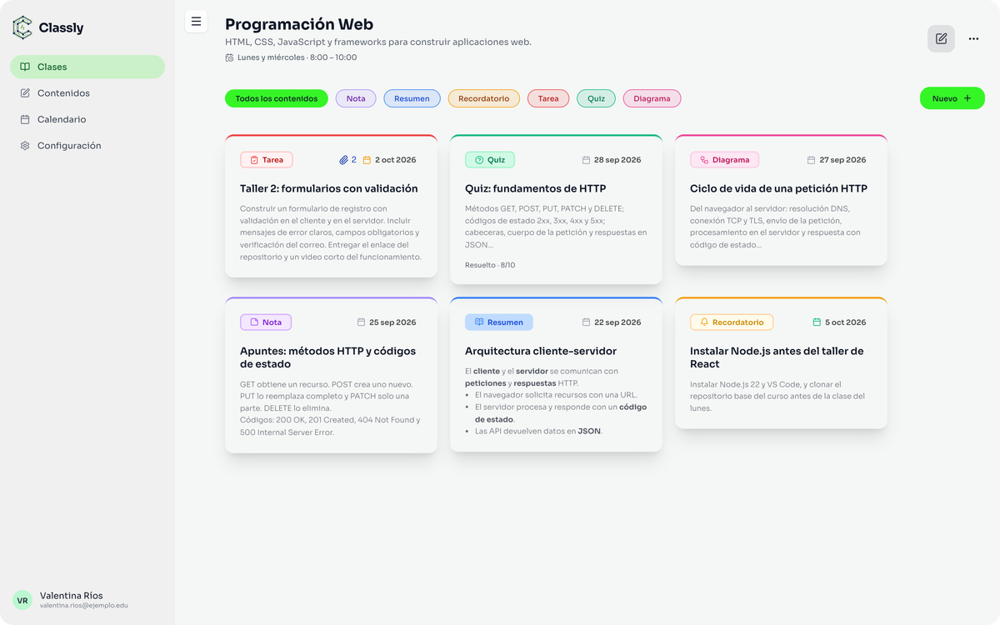 Classly
Clases
Contenidos
Calendario
Configuración
Programación Web
HTML, CSS, JavaScript y frameworks para construir aplicaciones web.
Lunes y miércoles · 8:00 – 10:00
Todos los contenidos
Nota
Resumen
Recordatorio
Tarea
Quiz
Diagrama
Nuevo +
Tarea
2
2 oct 2026
Taller 2: formularios con validación
Construir un formulario de registro con
validación en el cliente y en el servidor. Incluir
mensajes de error claros, campos obligatorios y
verificación del correo. Entregar el enlace del
repositorio y un video corto del funcionamiento.
Quiz
28 sep 2026
Quiz: fundamentos de HTTP
Métodos GET, POST, PUT, PATCH y DELETE;
códigos de estado 2xx, 3xx, 4xx y 5xx;
cabeceras, cuerpo de la petición y respuestas en
JSON...
Resuelto · 8/10
Diagrama
27 sep 2026
Ciclo de vida de una petición HTTP
Del navegador al servidor: resolución DNS,
conexión TCP y TLS, envío de la petición,
procesamiento en el servidor y respuesta con
código de estado...
Nota
25 sep 2026
Apuntes: métodos HTTP y códigos
de estado
GET obtiene un recurso. POST crea uno nuevo.
PUT lo reemplaza completo y PATCH solo una
parte. DELETE lo elimina.
Códigos: 200 OK, 201 Created, 404 Not Found y
500 Internal Server Error.
Resumen
22 sep 2026
Arquitectura cliente-servidor
El cliente y el servidor se comunican con
peticiones y respuestas HTTP.
• El navegador solicita recursos con una URL.
• El servidor procesa y responde con un código
de estado.
• Las API devuelven datos en JSON.
Recordatorio
5 oct 2026
Instalar Node.js antes del taller de
React
Instalar Node.js 22 y VS Code, y clonar el
repositorio base del curso antes de la clase del
lunes.
VR
Valentina Ríos
valentina.rios@ejemplo.edu